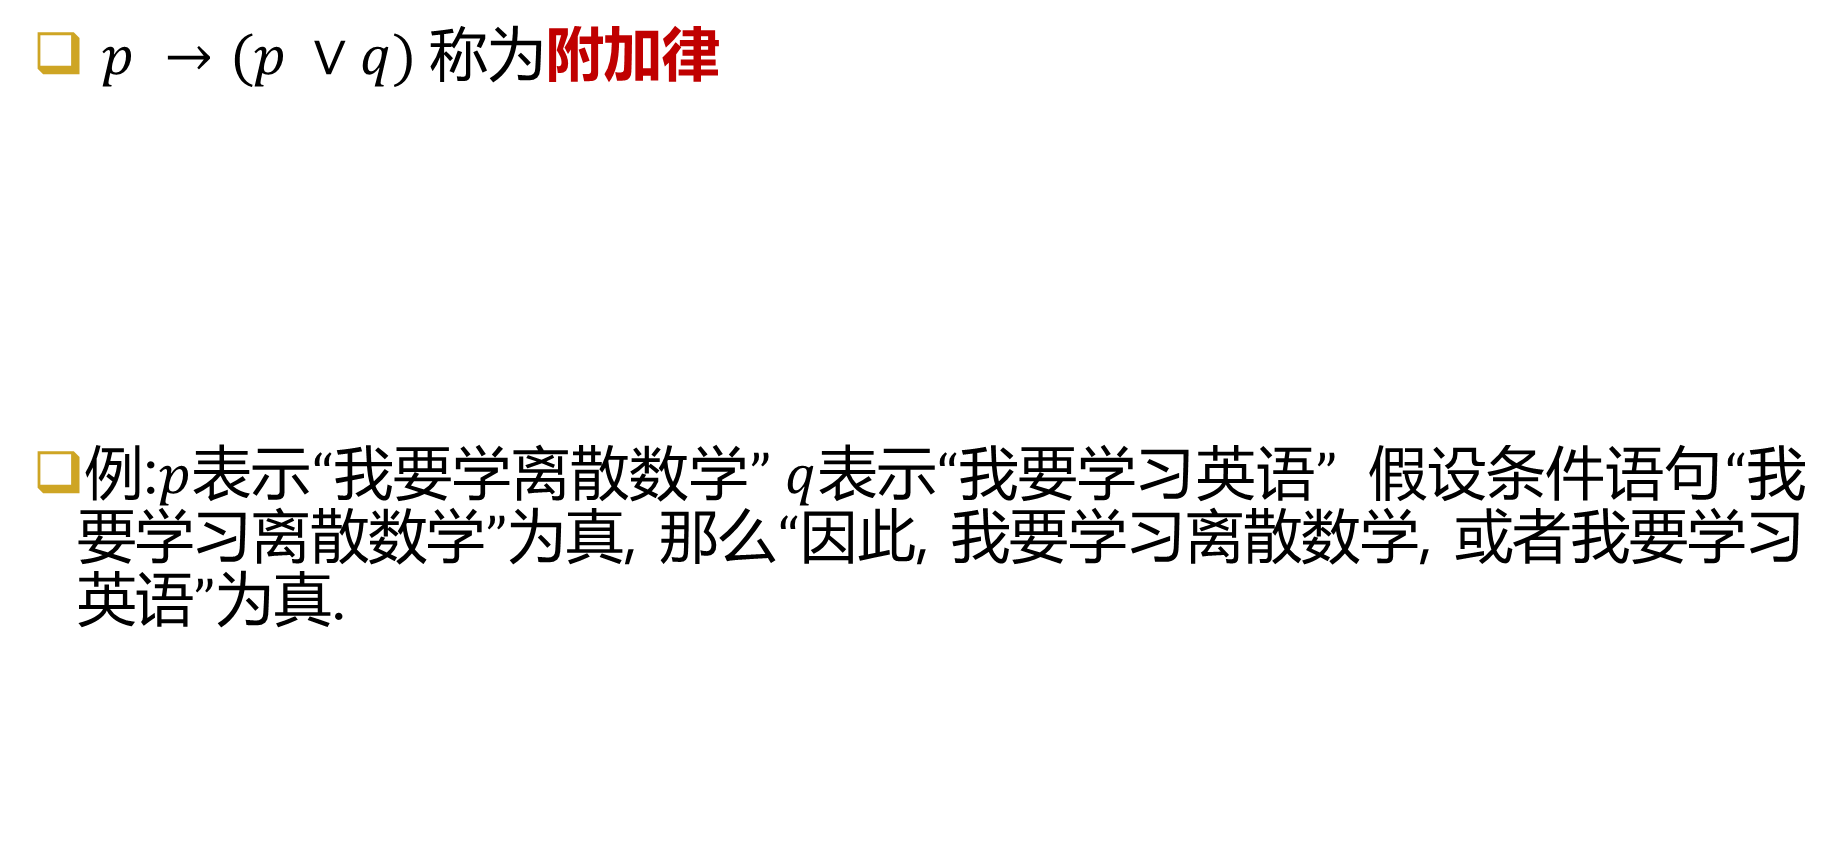 ❑ p → (p ∨ q) 称为附加律
❑例:p表示“我要学离散数学” q表示“我要学习英语” 假设条件语句“我
要学习离散数学”为真, 那么“因此, 我要学习离散数学, 或者我要学习
英语”为真.